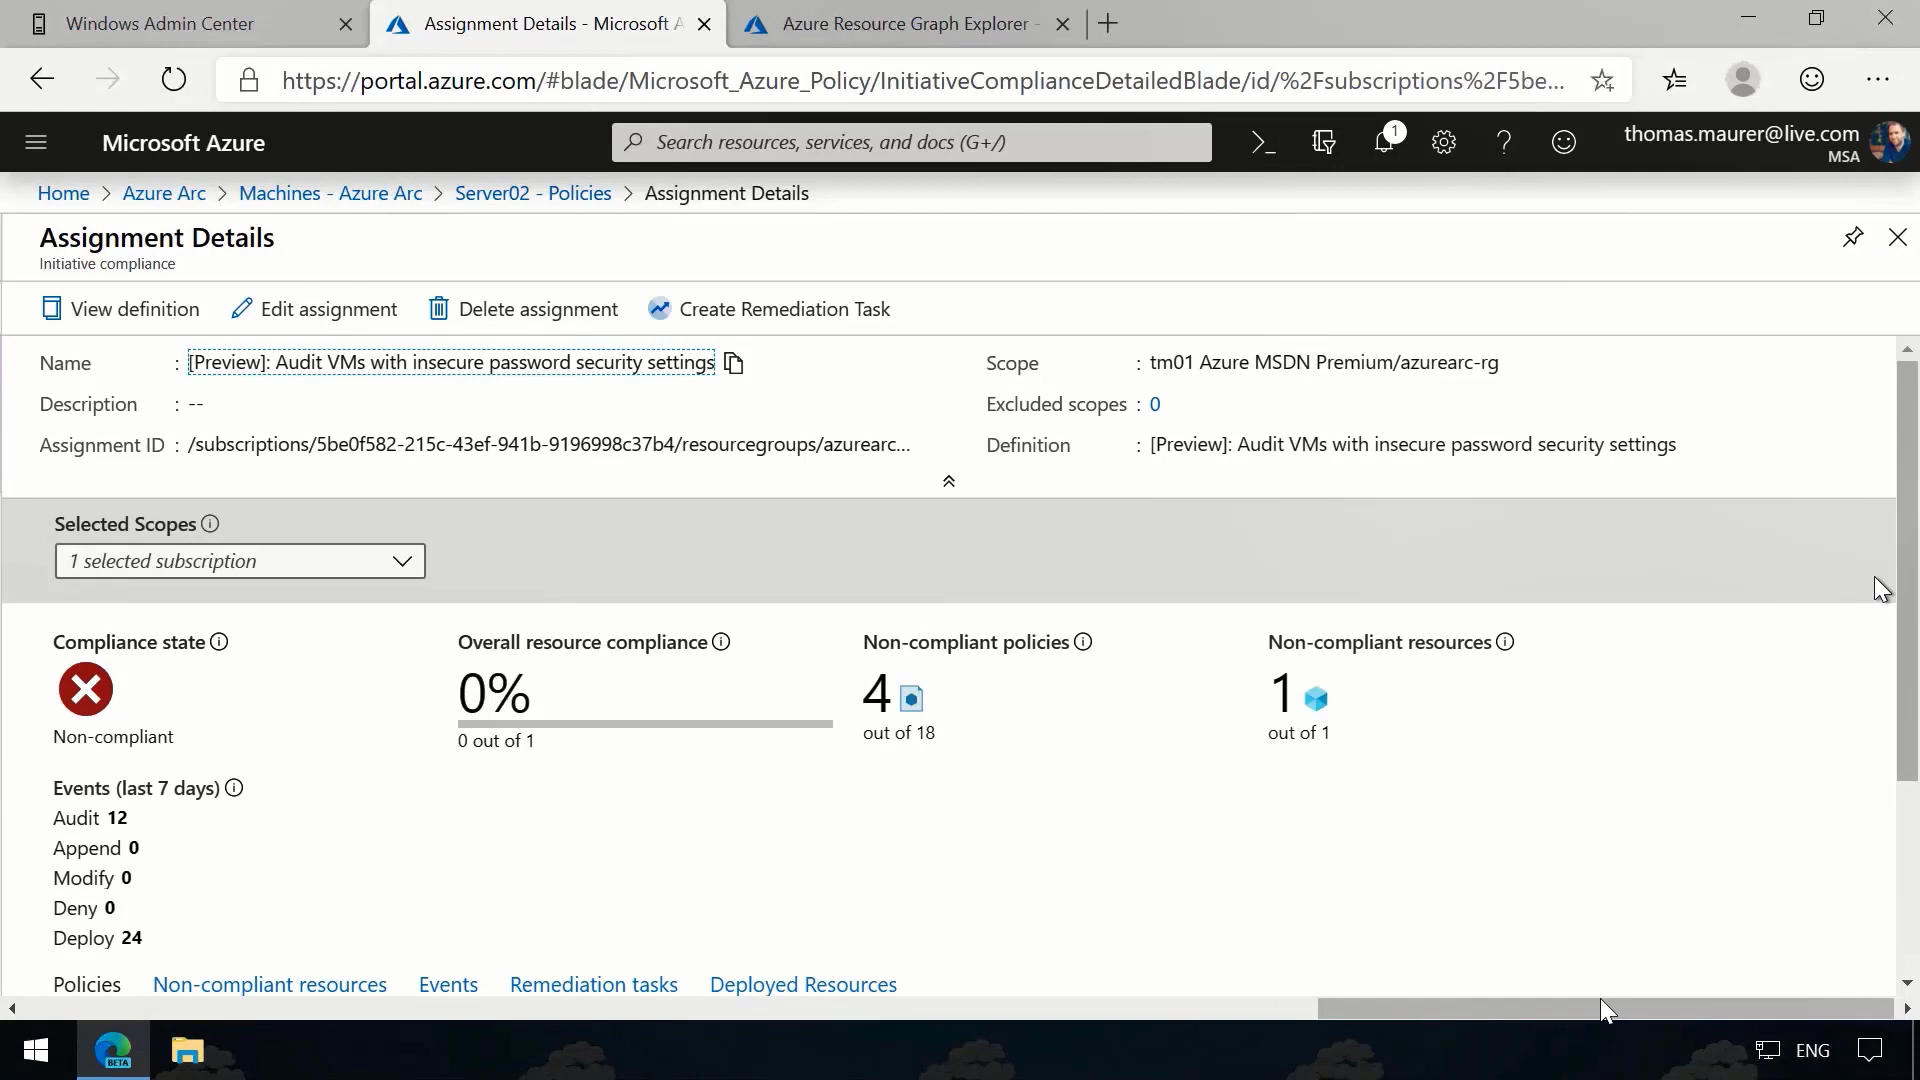 Windows Admin Center
Assignment Details - Microsoft A
Azure Resource Graph Explorer -
https://portal.azure.com/#blade/Microsoft_Azure_Policy/InitiativeComplianceDetailedBlade/id/%2Fsubscriptions%2F5be...
Microsoft Azure
Search resources, services, and docs (G+/)
1
thomas.maurer@live.com
MSA
Home > Azure Arc > Machines - Azure Arc > Server02 - Policies > Assignment Details
Assignment Details
Initiative compliance
View definition
Edit assignment
Delete assignment
Create Remediation Task
Name : [Preview]: Audit VMs with insecure password security settings
Scope : tm01 Azure MSDN Premium/azurearc-rg
Description : --
Excluded scopes : 0
Assignment ID : /subscriptions/5be0f582-215c-43ef-941b-9196998c37b4/resourcegroups/azurearc...
Definition : [Preview]: Audit VMs with insecure password security settings
Selected Scopes
1 selected subscription
Compliance state
Non-compliant
Overall resource compliance
0%
0 out of 1
Non-compliant policies
4
out of 18
Non-compliant resources
1
out of 1
Events (last 7 days)
Audit 12
Append 0
Modify 0
Deny 0
Deploy 24
Policies
Non-compliant resources
Events
Remediation tasks
Deployed Resources
BETA
ENG